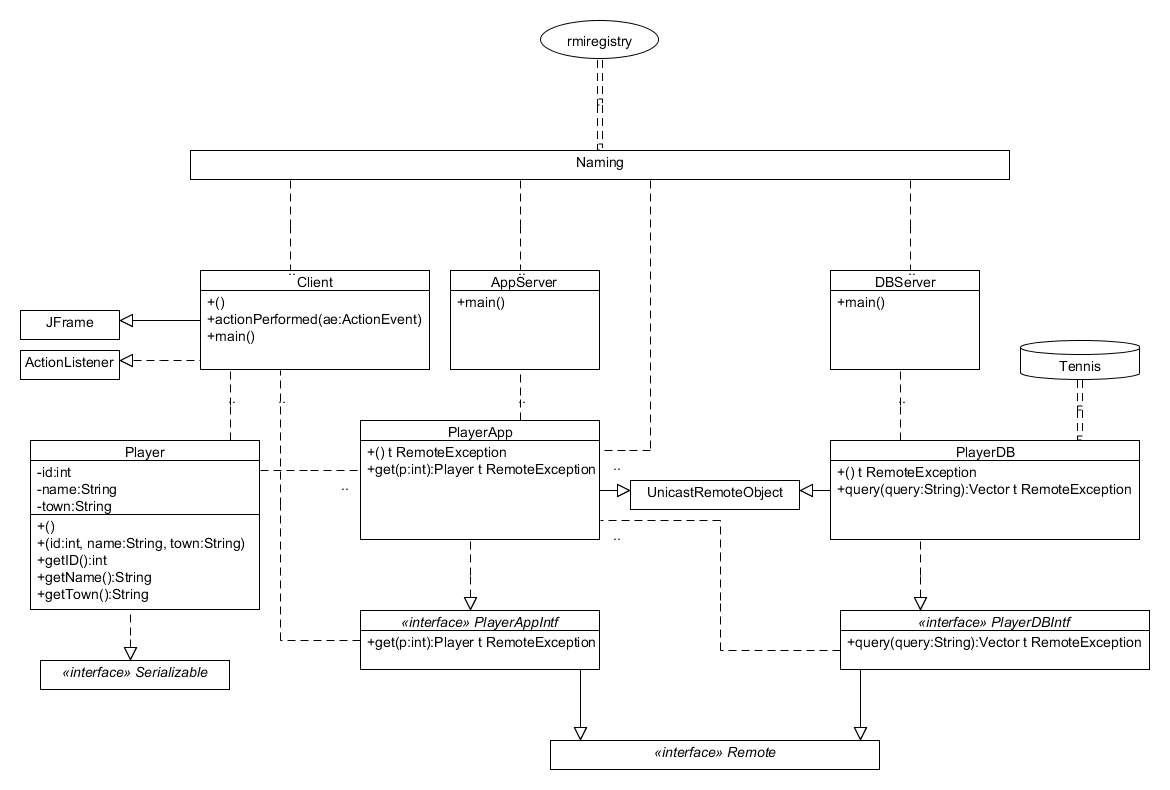 rmiregistry
Naming
Client
+()
+actionPerformed(ae:ActionEvent)
+main()
AppServer
+main()
DBServer
+main()
JFrame
ActionListener
Tennis
Player
-id:int
-name:String
-town:String
+()
+(id:int, name:String, town:String)
+getID():int
+getName():String
+getTown():String
PlayerApp
+() t RemoteException
+get(p:int):Player t RemoteException
UnicastRemoteObject
PlayerDB
+() t RemoteException
+query(query:String):Vector t RemoteException
«interface» Serializable
«interface» PlayerAppIntf
+get(p:int):Player t RemoteException
«interface» PlayerDBIntf
+query(query:String):Vector t RemoteException
«interface» Remote